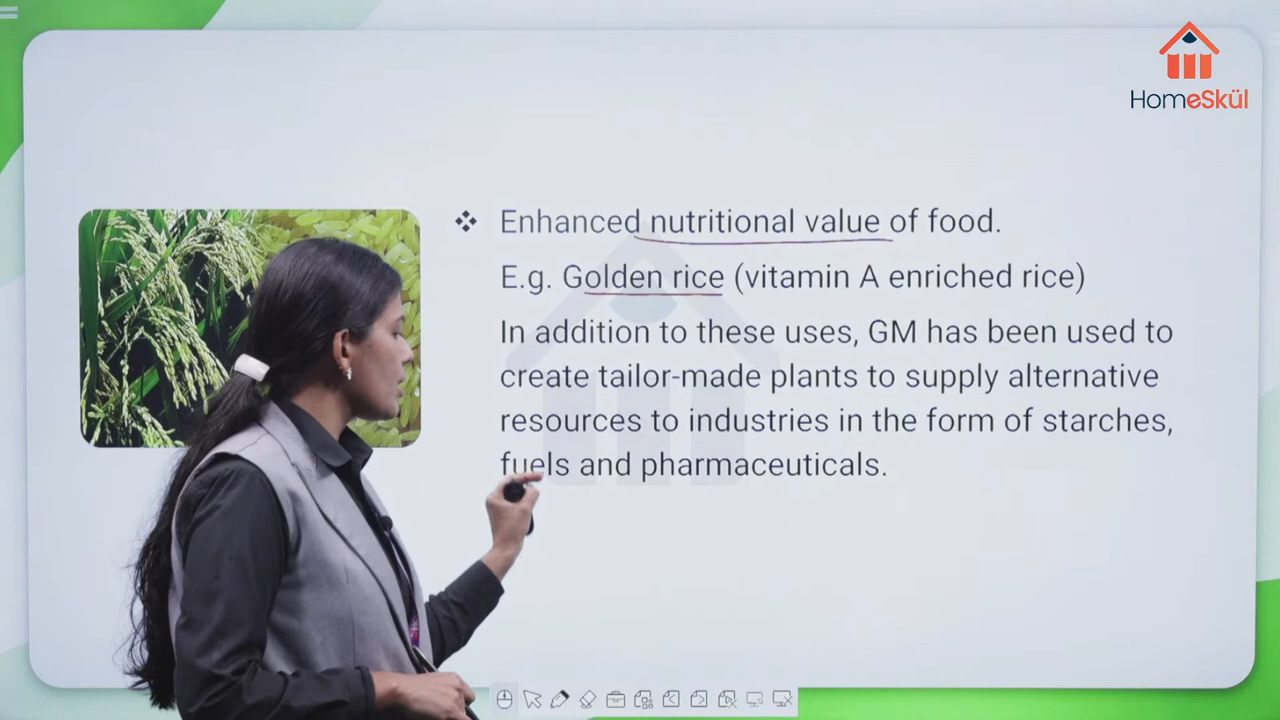 HomeSkül
❖ Enhanced nutritional value of food.
E.g. Golden rice (vitamin A enriched rice)
In addition to these uses, GM has been used to
create tailor-made plants to supply alternative
resources to industries in the form of starches,
fuels and pharmaceuticals.